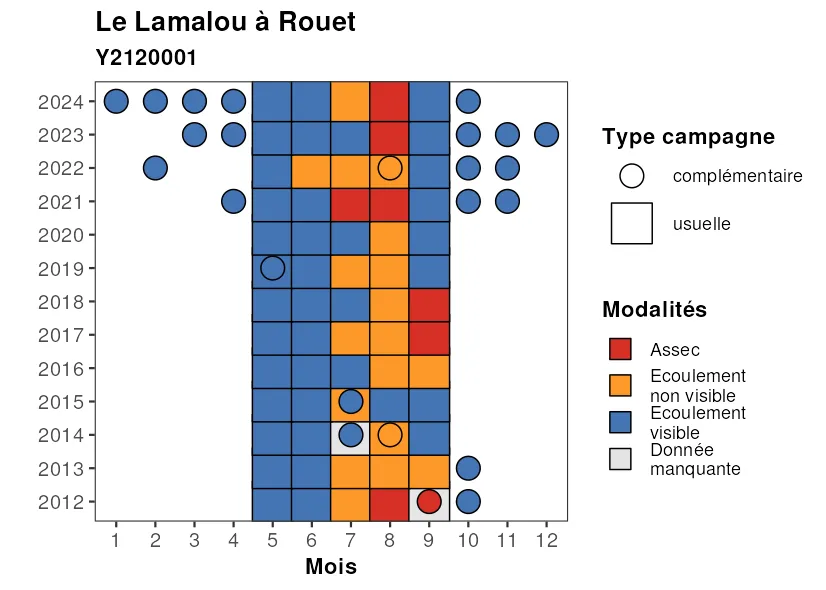 Le Lamalou à Rouet
Y2120001
2024
2023
2022
2021
2020
2019
2018
2017
2016
2015
2014
2013
2012
1 2 3 4 5 6 7 8 9 10 11 12
Mois
Type campagne
complémentaire
usuelle
Modalités
Assec
Ecoulement
non visible
Ecoulement
visible
Donnée
manquante